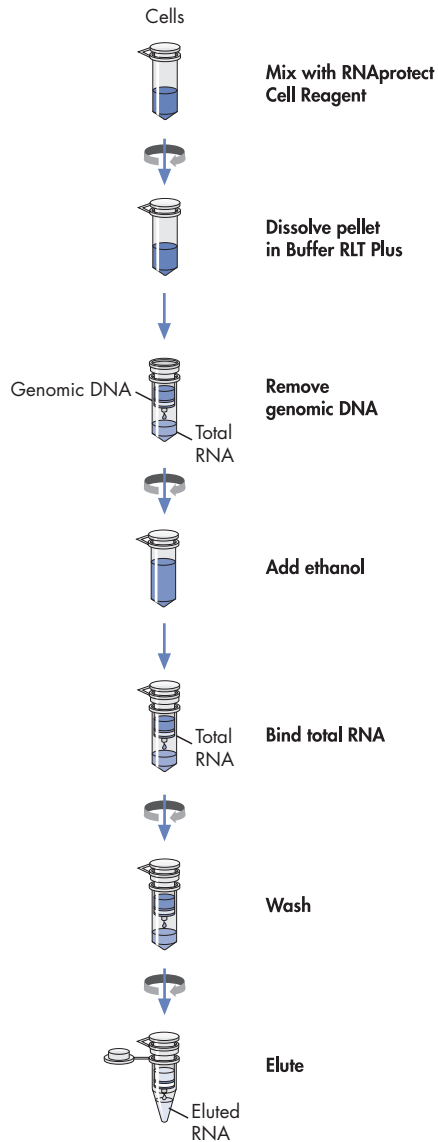 Cells
Mix with RNAprotect
Cell Reagent
Dissolve pellet
in Buffer RLT Plus
Genomic DNA
Remove
genomic DNA
Total
RNA
Add ethanol
Total
RNA
Bind total RNA
Wash
Elute
Eluted
RNA